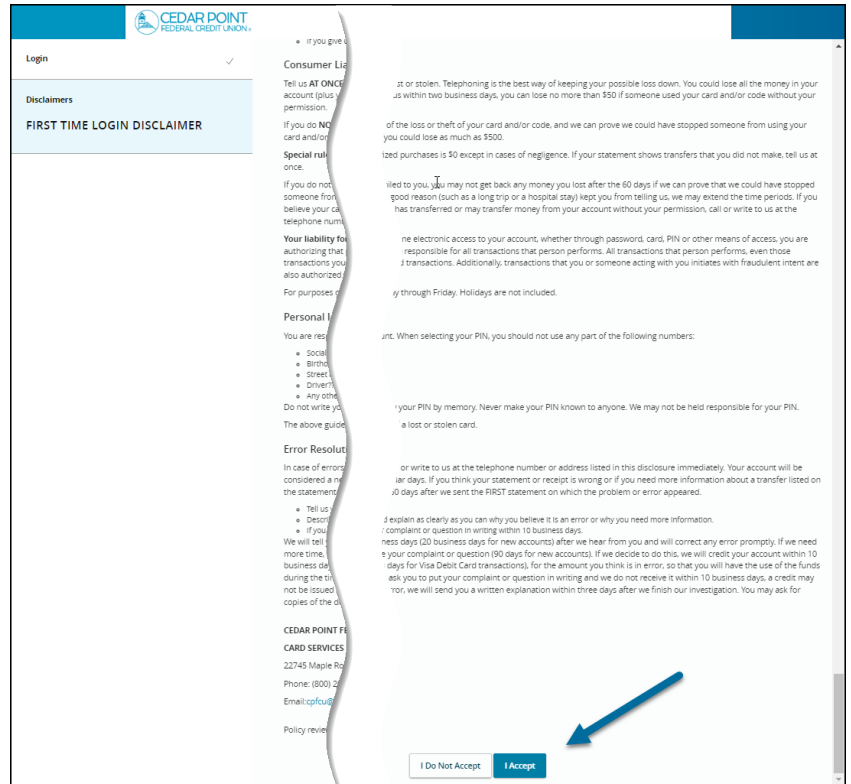 CEDAR POINT
FEDERAL CREDIT UNION®
Login
Disclaimers
FIRST TIME LOGIN DISCLAIMER
If you give
Consumer Lia
Tell us AT ONCE st or stolen. Telephoning is the best way of keeping your possible loss down. You could lose all the money in your
account (plus us within two business days, you can lose no more than $50 if someone used your card and/or code without your
permission.
If you do NO of the loss or theft of your card and/or code, and we can prove we could have stopped someone from using your
card and/or you could lose as much as $500.
Special rul ized purchases is $0 except in cases of negligence. If your statement shows transfers that you did not make, tell us at
once.
If you do not iled to you, you may not get back any money you lost after the 60 days if we can prove that we could have stopped
someone from good reason (such as a long trip or a hospital stay) kept you from telling us, we may extend the time periods. If you
believe your ca has transferred or may transfer money from your account without your permission, call or write to us at the
telephone num
Your liability fo ne electronic access to your account, whether through password, card, PIN or other means of access, you are
authorizing that responsible for all transactions that person performs. All transactions that person performs, even those
transactions you d transactions. Additionally, transactions that you or someone acting with you initiates with fraudulent intent are
also authorized
For purposes o ay through Friday. Holidays are not included.
Personal I
You are res unt. When selecting your PIN, you should not use any part of the following numbers:
Social
Birthd
Street
Driver?
Any othe
Do not write yo your PIN by memory. Never make your PIN known to anyone. We may not be held responsible for your PIN.
The above guide a lost or stolen card.
Error Resolut
In case of errors or write to us at the telephone number or address listed in this disclosure immediately. Your account will be
considered a ne dar days. If you think your statement or receipt is wrong or if you need more information about a transfer listed on
the statement 60 days after we sent the FIRST statement on which the problem or error appeared.
Tell us
Descri d explain as clearly as you can why you believe it is an error or why you need more information.
If you complaint or question in writing within 10 business days.
We will tell ness days (20 business days for new accounts) after we hear from you and will correct any error promptly. If we need
more time, e your complaint or question (90 days for new accounts). If we decide to do this, we will credit your account within 10
business da days for Visa Debit Card transactions), for the amount you think is in error, so that you will have the use of the funds
during the ti ask you to put your complaint or question in writing and we do not receive it within 10 business days, a credit may
not be issued ror, we will send you a written explanation within three days after we finish our investigation. You may ask for
copies of the d
CEDAR POINT FE
CARD SERVICES
22745 Maple Ro
Phone: (800) 2
Email:cpfcu@
Policy revie
I Do Not Accept I Accept